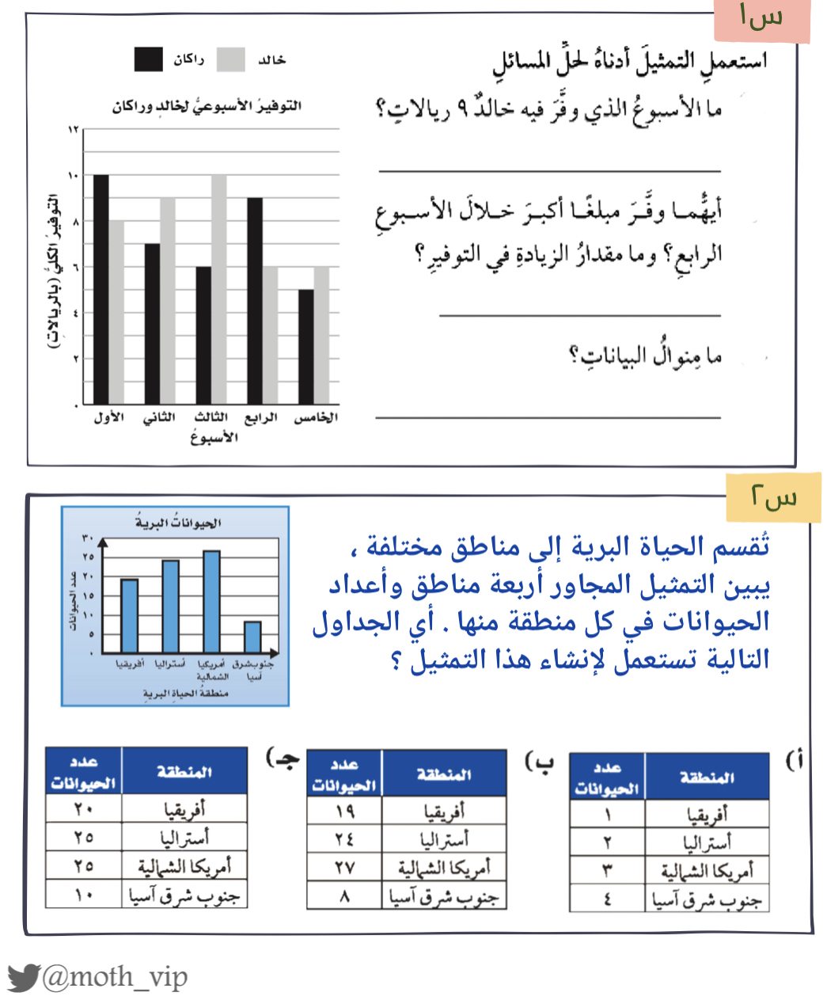 س١
استعملِ التمثيلَ أدناهُ لحلِّ المسائلِ
ما الأسبوعُ الذي وفَّرَ فيه خالدٌ ٩ ريالاتٍ؟
أيهُّما وفَّرَ مبلغًا أكبرَ خلالَ الأسبوعِ
الرابعِ؟ وما مقدارُ الزيادةِ في التوفيرِ؟
ما مِنوالُ البياناتِ؟
خالد
راكان
التوفيرُ الأسبوعيُّ لخالدٍ وراكان
التوفيرُ الكليُّ (بالريالاتِ)
١٢
١٠
٨
٦
٤
٢
٠
الأول الثاني الثالث الرابع الخامس
الأسبوعُ
س٢
تُقسم الحياة البرية إلى مناطق مختلفة ،
يبين التمثيل المجاور أربعة مناطق وأعداد
الحيوانات في كل منطقة منها . أي الجداول
التالية تستعمل لإنشاء هذا التمثيل ؟
الحيواناتُ البريةُ
عدد الحيوانات
٣٠
٢٥
٢٠
١٥
١٠
٥
٠
أفريقيا أستراليا أمريكيا جنوب شرق
الشمالية آسيا
منطقةُ الحياةِ البريةِ
أ)
المنطقة عدد الحيوانات
أفريقيا ١
أستراليا ٢
أمريكا الشمالية ٣
جنوب شرق آسيا ٤
ب)
المنطقة عدد الحيوانات
أفريقيا ١٩
أستراليا ٢٤
أمريكا الشمالية ٢٧
جنوب شرق آسيا ٨
جـ)
المنطقة عدد الحيوانات
أفريقيا ٢٠
أستراليا ٢٥
أمريكا الشمالية ٢٥
جنوب شرق آسيا ١٠
@moth_vip